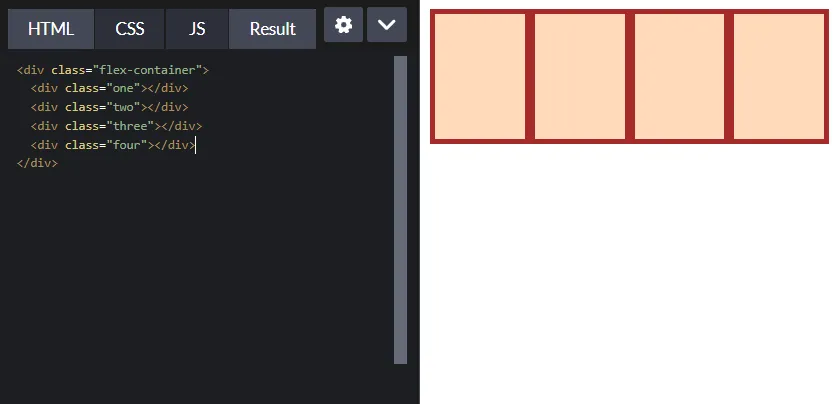 HTML CSS JS Result
<div class="flex-container">
  <div class="one"></div>
  <div class="two"></div>
  <div class="three"></div>
  <div class="four"></div>
</div>